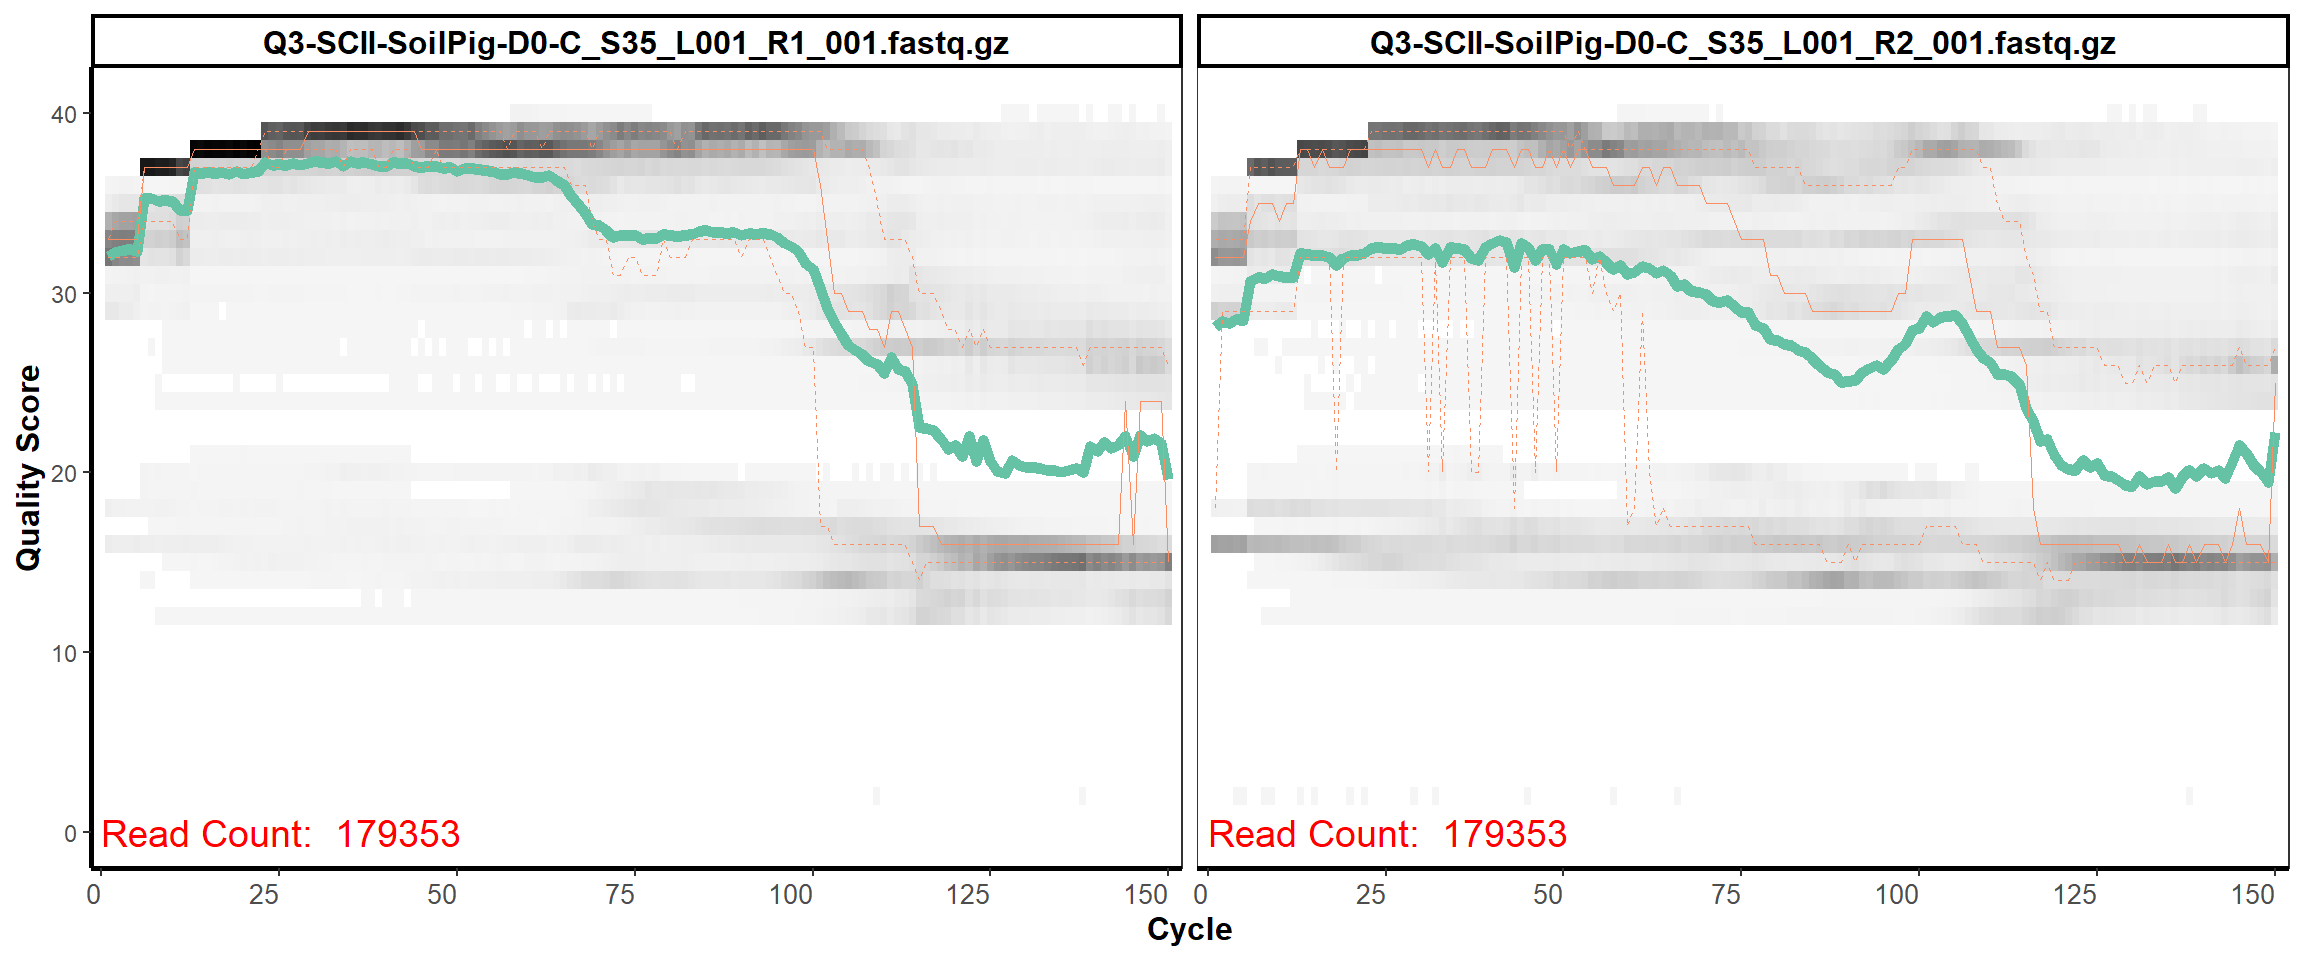 Q3-SCII-SoilPig-D0-C_S35_L001_R1_001.fastq.gz
Q3-SCII-SoilPig-D0-C_S35_L001_R2_001.fastq.gz
Quality Score
40
30
20
10
0
Read Count: 179353
Read Count: 179353
0 25 50 75 100 125 150
0 25 50 75 100 125 150
Cycle